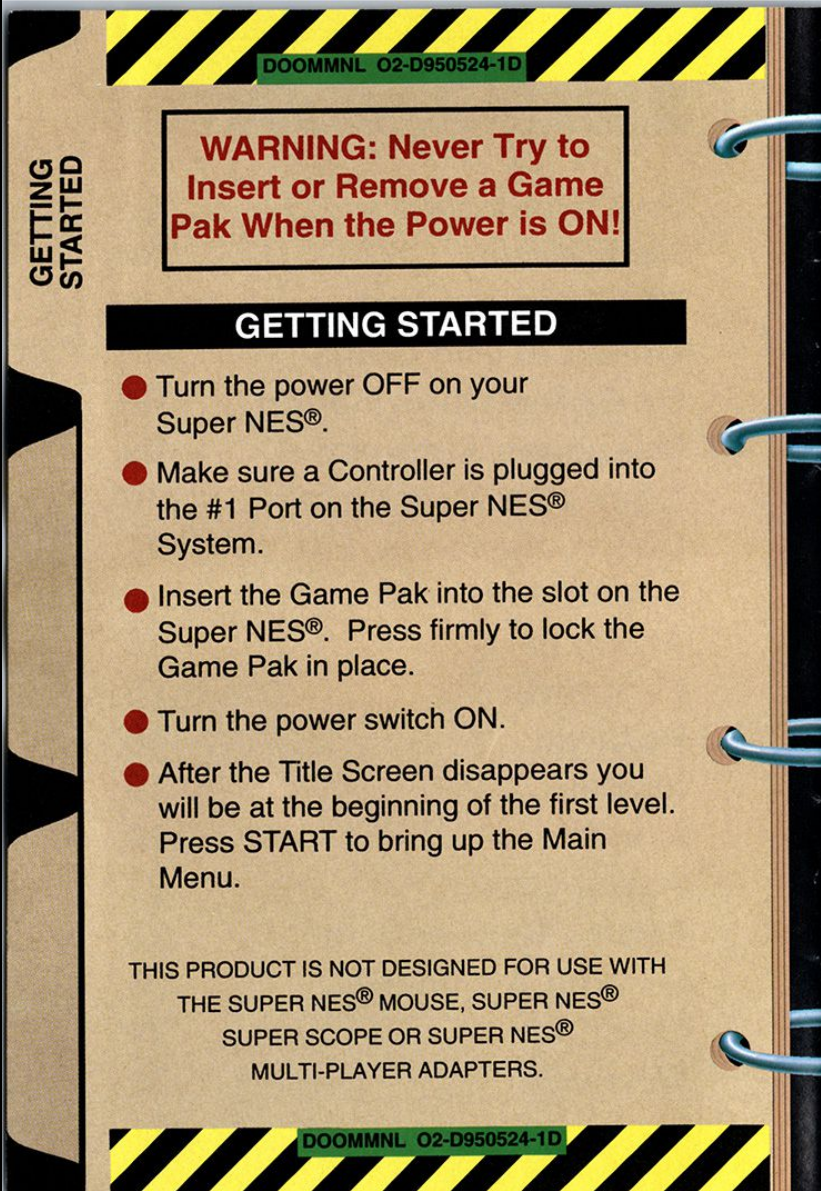 DOOMMNL O2-D950524-1D
GETTING
STARTED
WARNING: Never Try to
Insert or Remove a Game
Pak When the Power is ON!
GETTING STARTED
Turn the power OFF on your
Super NES®.
Make sure a Controller is plugged into
the #1 Port on the Super NES®
System.
Insert the Game Pak into the slot on the
Super NES®. Press firmly to lock the
Game Pak in place.
Turn the power switch ON.
After the Title Screen disappears you
will be at the beginning of the first level.
Press START to bring up the Main
Menu.
THIS PRODUCT IS NOT DESIGNED FOR USE WITH
THE SUPER NES® MOUSE, SUPER NES®
SUPER SCOPE OR SUPER NES®
MULTI-PLAYER ADAPTERS.
DOOMMNL O2-D950524-1D